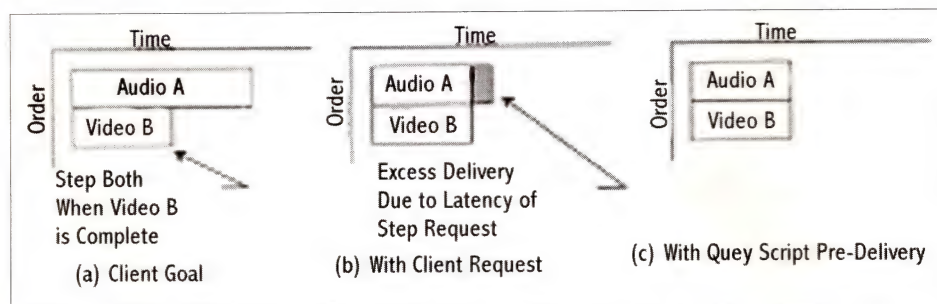 Time
Order
Audio A
Video B
Step Both
When Video B
is Complete
(a) Client Goal
Time
Order
Audio A
Video B
Excess Delivery
Due to Latency of
Step Request
(b) With Client Request
Time
Order
Audio A
Video B
(c) With Quey Script Pre-Delivery